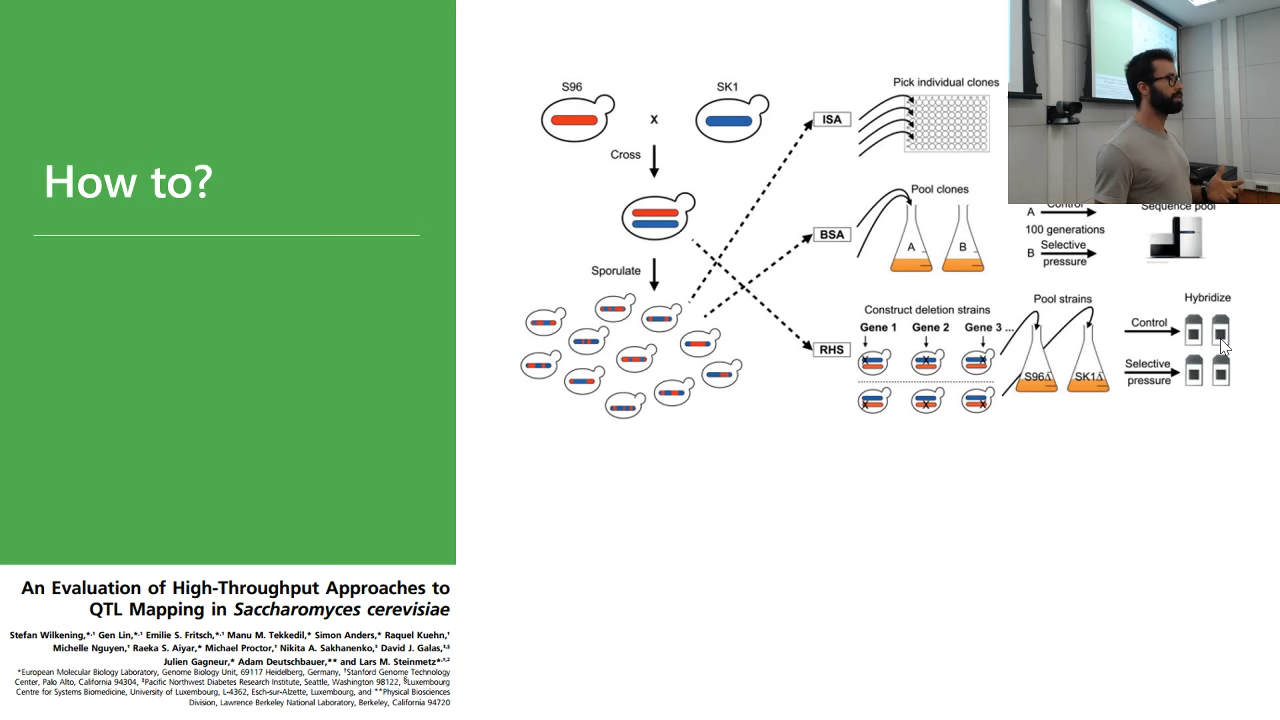 How to?
An Evaluation of High-Throughput Approaches to
QTL Mapping in Saccharomyces cerevisiae
Stefan Wilkening,*,1 Gen Lin,*,1 Emilie S. Fritsch,*,1 Manu M. Tekkedil,* Simon Anders,* Raquel Kuehn,†
Michelle Nguyen,† Raeka S. Aiyar,* Michael Proctor,† Nikita A. Sakhanenko,‡ David J. Galas,‡,§
Julien Gagneur,* Adam Deutschbauer,** and Lars M. Steinmetz*,†,2
*European Molecular Biology Laboratory, Genome Biology Unit, 69117 Heidelberg, Germany, †Stanford Genome Technology
Center, Palo Alto, California 94304, ‡Pacific Northwest Diabetes Research Institute, Seattle, Washington 98122, §Luxembourg
Centre for Systems Biomedicine, University of Luxembourg, L-4362, Esch-sur-Alzette, Luxembourg, and **Physical Biosciences
Division, Lawrence Berkeley National Laboratory, Berkeley, California 94720
S96
x
SK1
Cross
Sporulate
ISA
Pick individual clones
BSA
Pool clones
A
B
A
Control
100 generations
B
Selective
pressure
Sequence pool
RHS
Construct deletion strains
Gene 1
Gene 2
Gene 3 ...
X X X
X X X
Pool strains
S96Δ
SK1Δ
Control
Selective
pressure
Hybridize